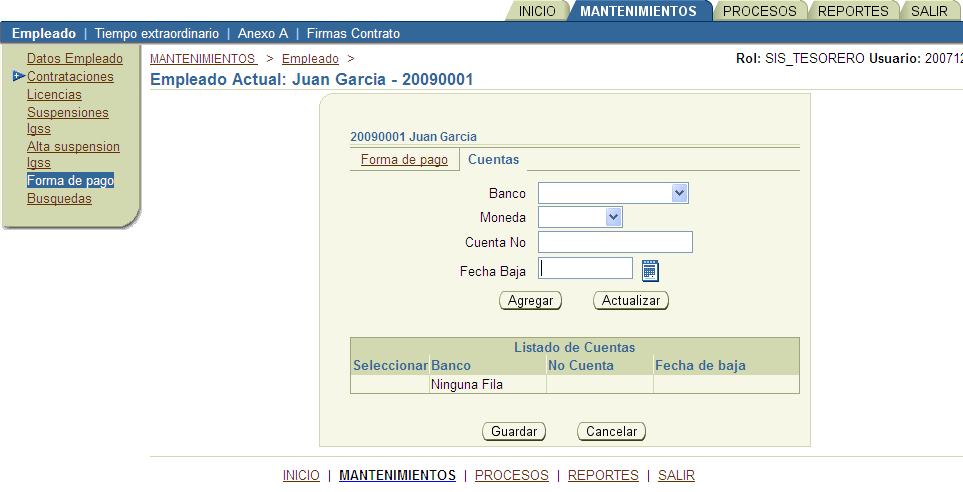 INICIO MANTENIMIENTOS PROCESOS REPORTES SALIR
Empleado | Tiempo extraordinario | Anexo A | Firmas Contrato
Datos Empleado
Contrataciones
Licencias
Suspensiones
Igss
Alta suspension
Igss
Forma de pago
Busquedas
MANTENIMIENTOS > Empleado >
Rol: SIS_TESORERO Usuario: 200712
Empleado Actual: Juan Garcia - 20090001
20090001 Juan Garcia
Forma de pago Cuentas
Banco
Moneda
Cuenta No
Fecha Baja
Agregar Actualizar
Listado de Cuentas
Seleccionar Banco No Cuenta Fecha de baja
Ninguna Fila
Guardar Cancelar
INICIO | MANTENIMIENTOS | PROCESOS | REPORTES | SALIR